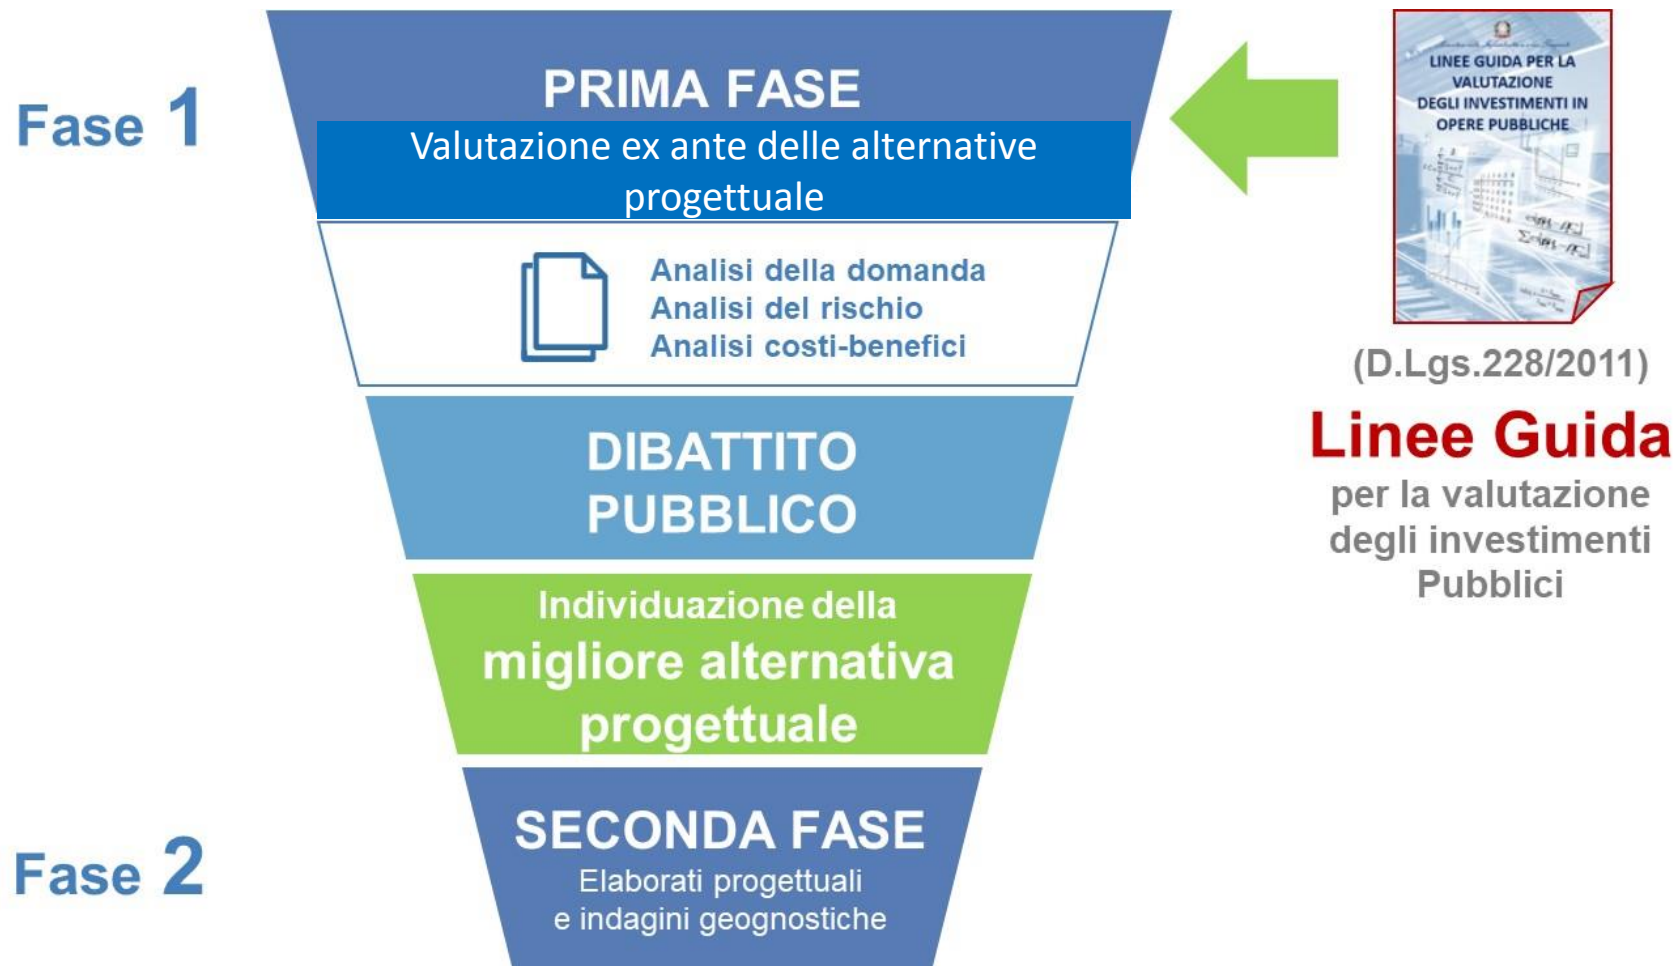 Fase 1
PRIMA FASE
Valutazione ex ante delle alternative
progettuale
Analisi della domanda
Analisi del rischio
Analisi costi-benefici
DIBATTITO
PUBBLICO
Individuazione della
migliore alternativa
progettuale
Fase 2
SECONDA FASE
Elaborati progettuali
e indagini geognostiche
LINEE GUIDA PER LA
VALUTAZIONE
DEGLI INVESTIMENTI IN
OPERE PUBBLICHE
(D.Lgs.228/2011)
Linee Guida
per la valutazione
degli investimenti
Pubblici